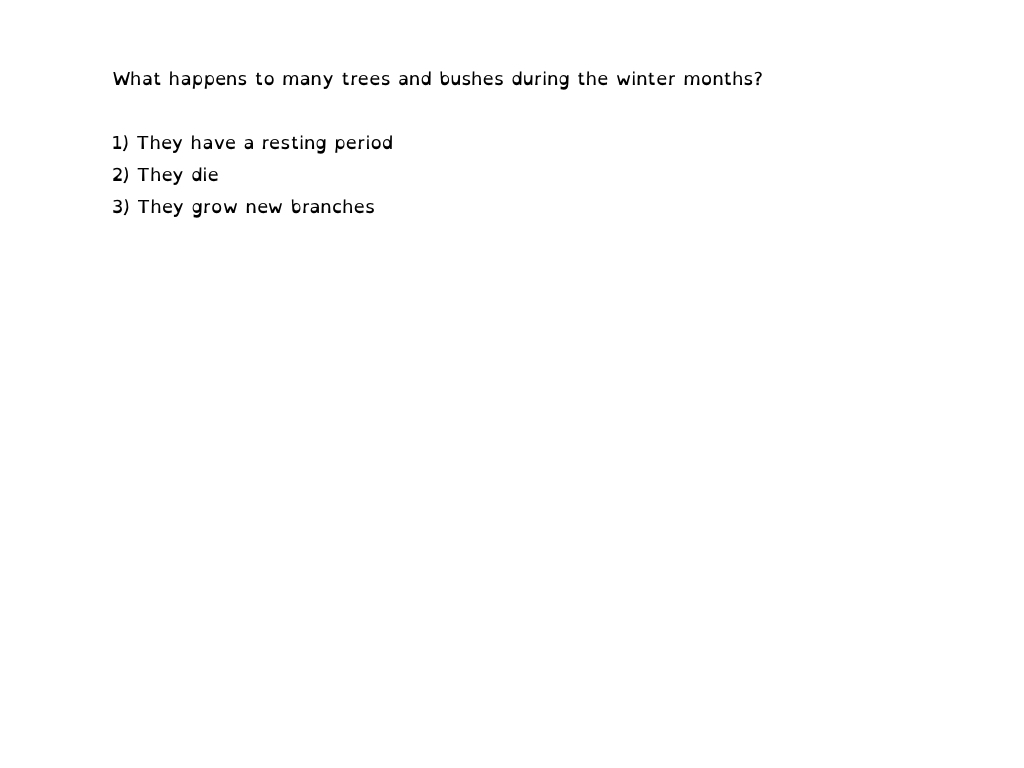 What happens to many trees and bushes during the winter months?
1) They have a resting period
2) They die
3) They grow new branches